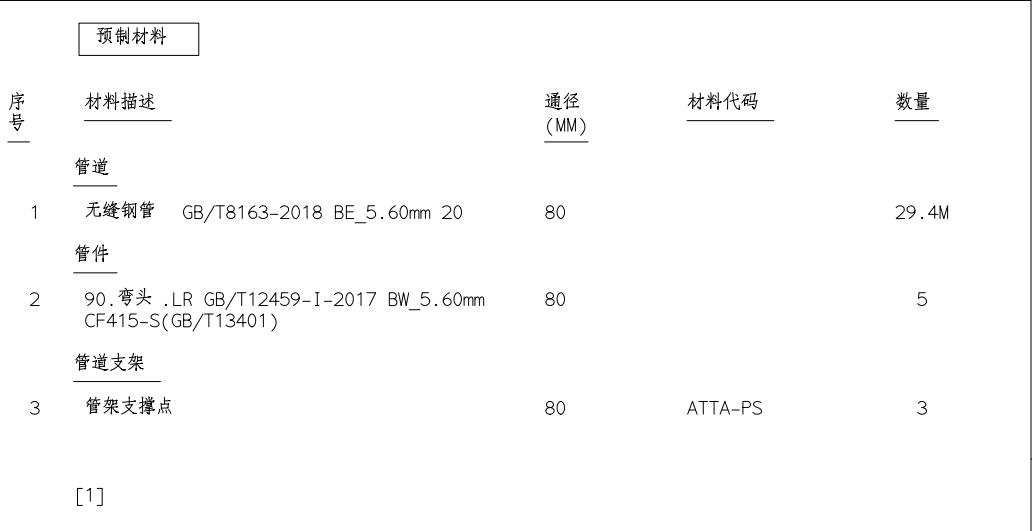 预制材料
序号 材料描述 通径(MM) 材料代码 数量
管道
1 无缝钢管 GB/T8163-2018 BE_5.60mm 20 80 29.4M
管件
2 90.弯头 .LR GB/T12459-I-2017 BW_5.60mm 80 5
CF415-S(GB/T13401)
管道支架
3 管架支撑点 80 ATTA-PS 3
[1]